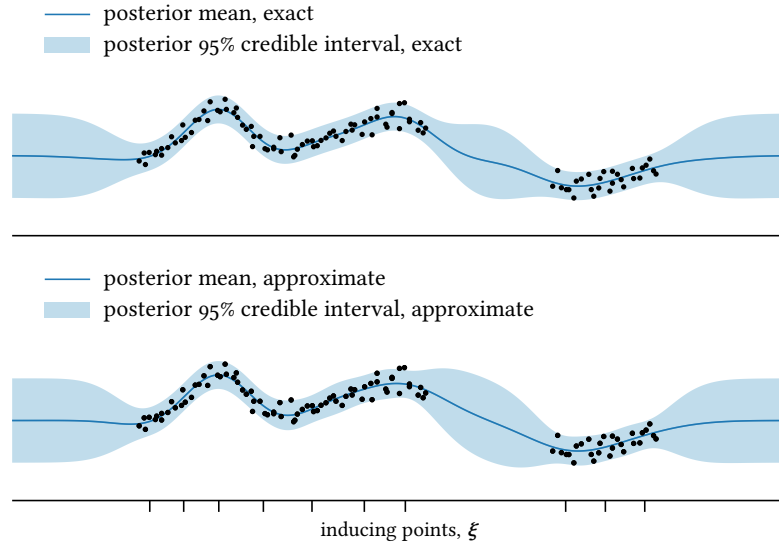 posterior mean, exact
posterior 95% credible interval, exact
posterior mean, approximate
posterior 95% credible interval, approximate
inducing points, ξ